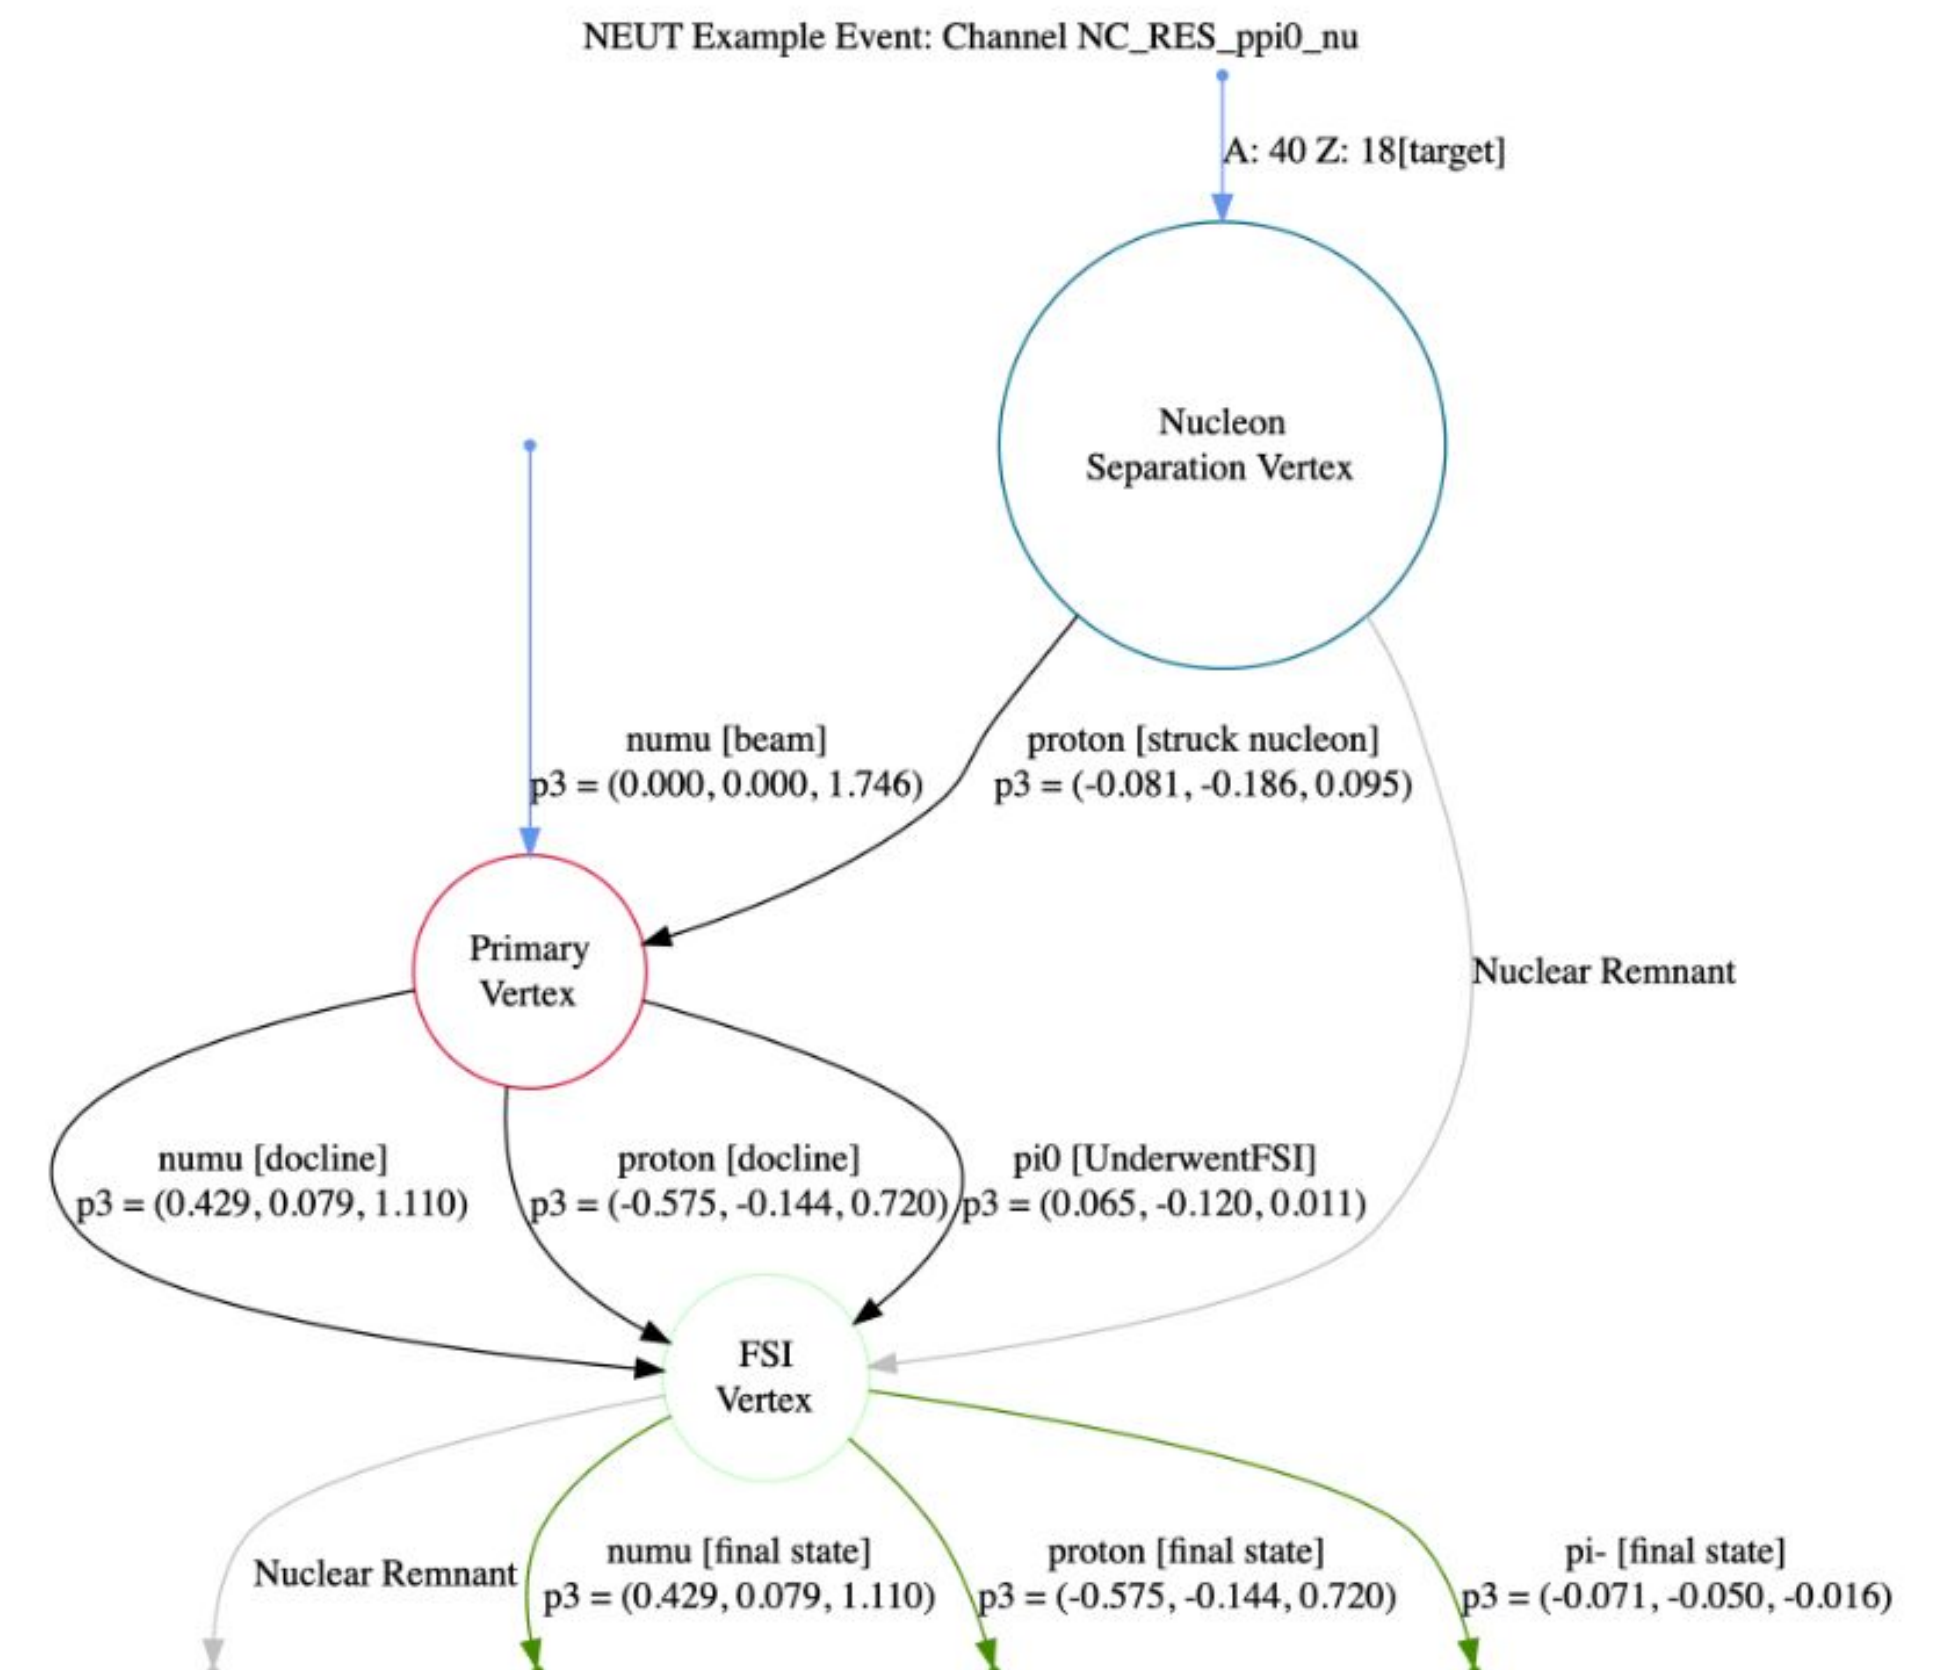 NEUT Example Event: Channel NC_RES_ppi0_nu
A: 40 Z: 18[target]
Nucleon
Separation Vertex
numu [beam]
p3 = (0.000, 0.000, 1.746)
proton [struck nucleon]
p3 = (-0.081, -0.186, 0.095)
Primary
Vertex
Nuclear Remnant
numu [docline]
p3 = (0.429, 0.079, 1.110)
proton [docline]
p3 = (-0.575, -0.144, 0.720)
pi0 [UnderwentFSI]
p3 = (0.065, -0.120, 0.011)
FSI
Vertex
Nuclear Remnant
numu [final state]
p3 = (0.429, 0.079, 1.110)
proton [final state]
p3 = (-0.575, -0.144, 0.720)
pi- [final state]
p3 = (-0.071, -0.050, -0.016)